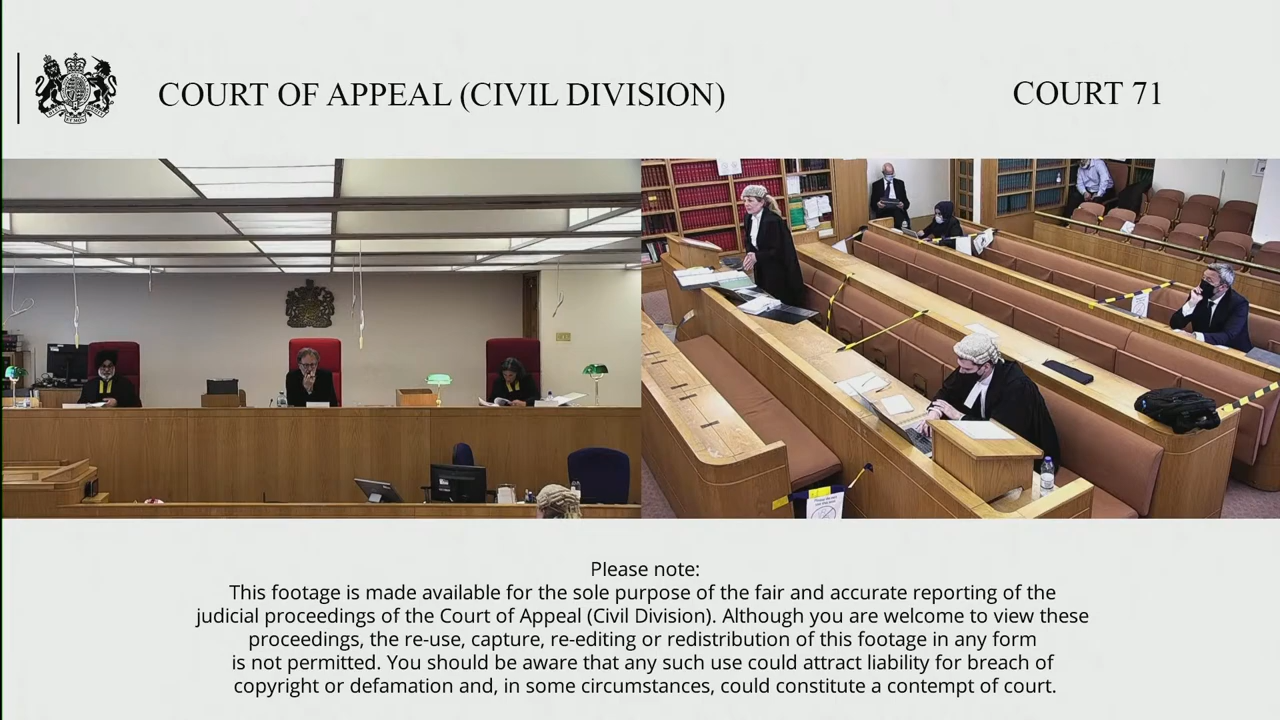 COURT OF APPEAL (CIVIL DIVISION)
COURT 71
Please note:
This footage is made available for the sole purpose of the fair and accurate reporting of the
judicial proceedings of the Court of Appeal (Civil Division). Although you are welcome to view these
proceedings, the re-use, capture, re-editing or redistribution of this footage in any form
is not permitted. You should be aware that any such use could attract liability for breach of
copyright or defamation and, in some circumstances, could constitute a contempt of court.